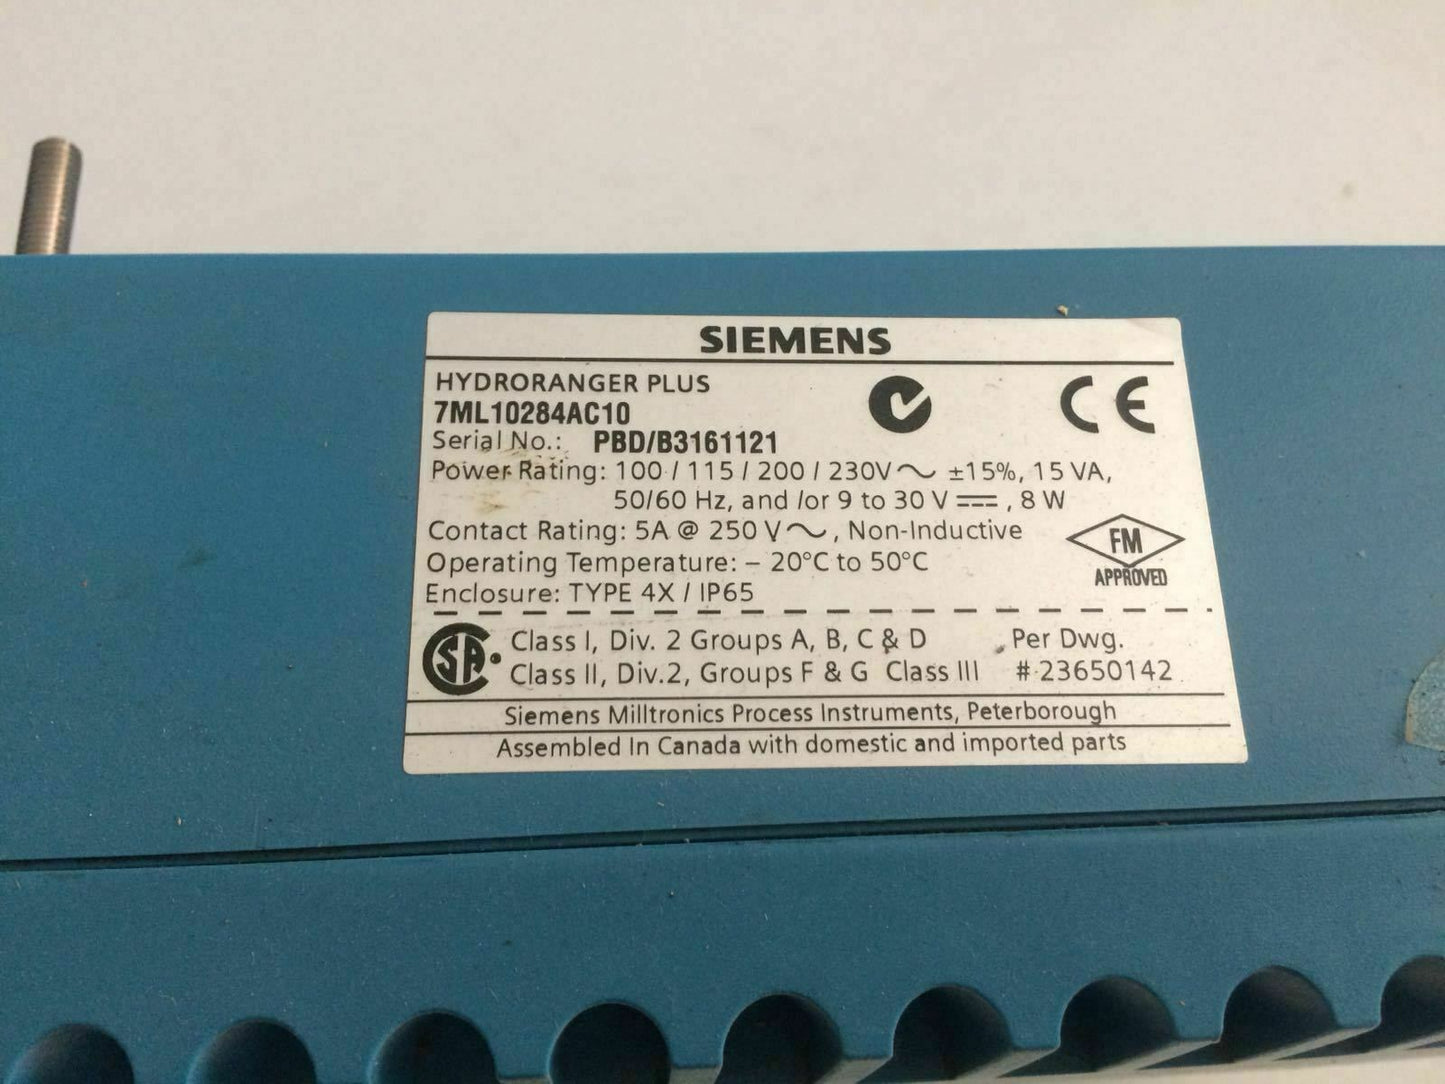 SIEMENS
HYDRORANGER PLUS
7ML10284AC10
Serial No.: PBD/B3161121
Power Rating: 100 / 115 / 200 / 230V ~ ±15%, 15 VA,
50/60 Hz, and /or 9 to 30 V ⎓ , 8 W
Contact Rating: 5A @ 250 V ~ , Non-Inductive
Operating Temperature: – 20°C to 50°C
Enclosure: TYPE 4X / IP65
CE
FM
APPROVED
CSA
Class I, Div. 2 Groups A, B, C & D Per Dwg.
Class II, Div.2, Groups F & G Class III # 23650142
Siemens Milltronics Process Instruments, Peterborough
Assembled In Canada with domestic and imported parts